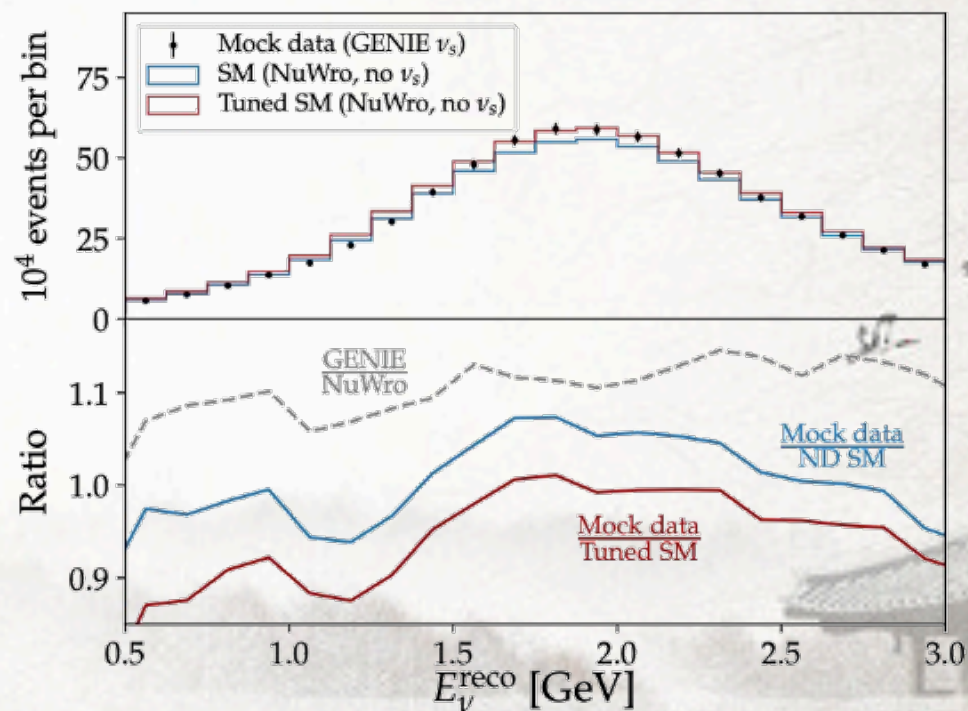 Mock data (GENIE νs)
SM (NuWro, no νs)
Tuned SM (NuWro, no νs)
10⁴ events per bin
75
50
25
0
GENIE
NuWro
Mock data
ND SM
Mock data
Tuned SM
Ratio
1.1
1.0
0.9
0.5 1.0 1.5 2.0 2.5 3.0
Eνreco [GeV]